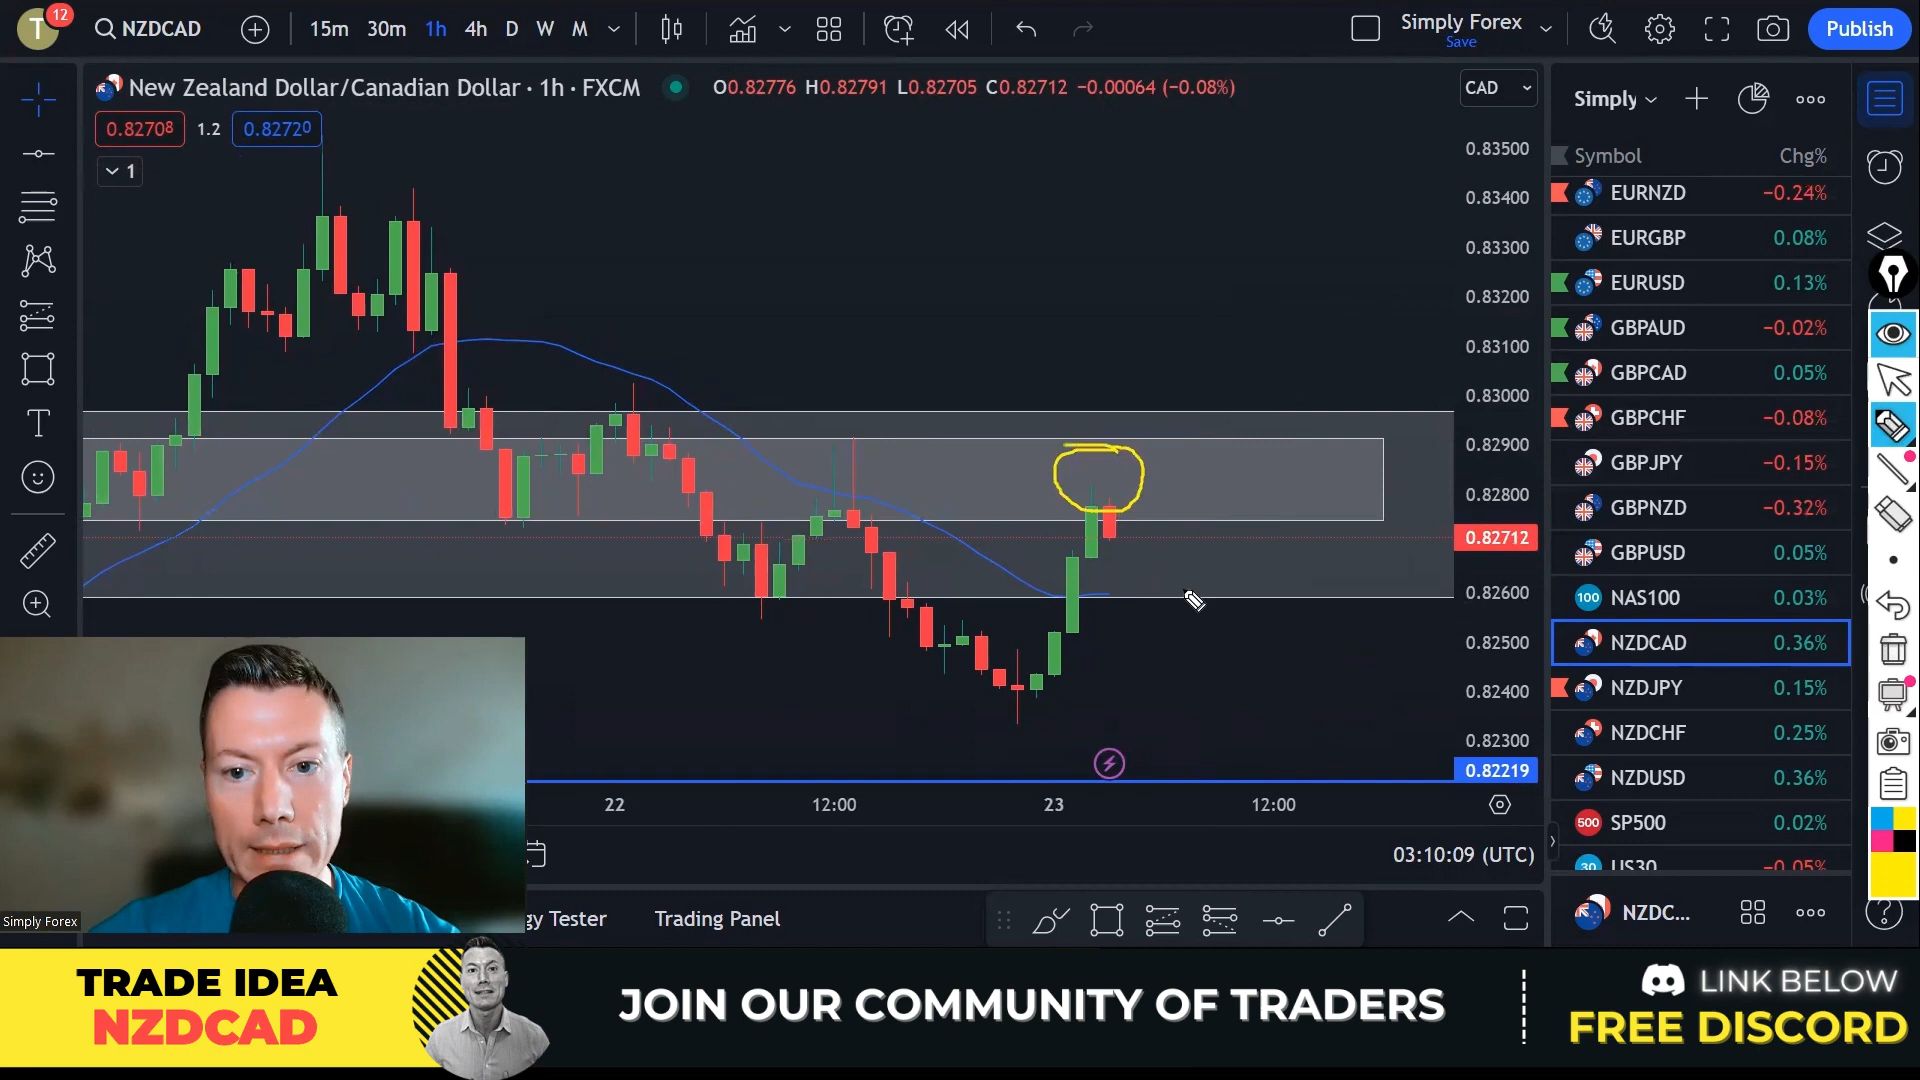 T
12
NZDCAD
15m 30m 1h 4h D W M
Simply Forex
Save
Publish
New Zealand Dollar/Canadian Dollar · 1h · FXCM
O0.82776 H0.82791 L0.82705 C0.82712 −0.00064 (−0.08%)
CAD
0.82708 1.2 0.82720
1
0.83500
0.83400
0.83300
0.83200
0.83100
0.83000
0.82900
0.82800
0.82712
0.82600
0.82500
0.82400
0.82300
0.82219
22 12:00 23 12:00
03:10:09 (UTC)
Simply
Symbol Chg%
EURNZD −0.24%
EURGBP 0.08%
EURUSD 0.13%
GBPAUD −0.02%
GBPCAD 0.05%
GBPCHF −0.08%
GBPJPY −0.15%
GBPNZD −0.32%
GBPUSD 0.05%
100 NAS100 0.03%
NZDCAD 0.36%
NZDJPY 0.15%
NZDCHF 0.25%
NZDUSD 0.36%
500 SP500 0.02%
30 US30 −0.05%
NZDC...
gy Tester Trading Panel
Simply Forex
TRADE IDEA
NZDCAD
JOIN OUR COMMUNITY OF TRADERS
LINK BELOW
FREE DISCORD